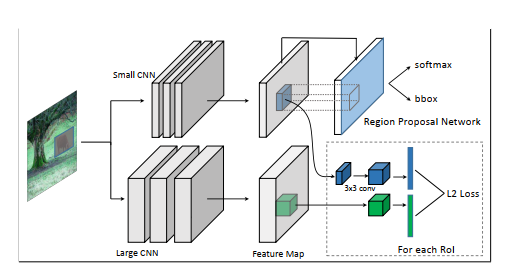 Small CNN
softmax
bbox
Region Proposal Network
3x3 conv
L2 Loss
Large CNN
Feature Map
For each RoI